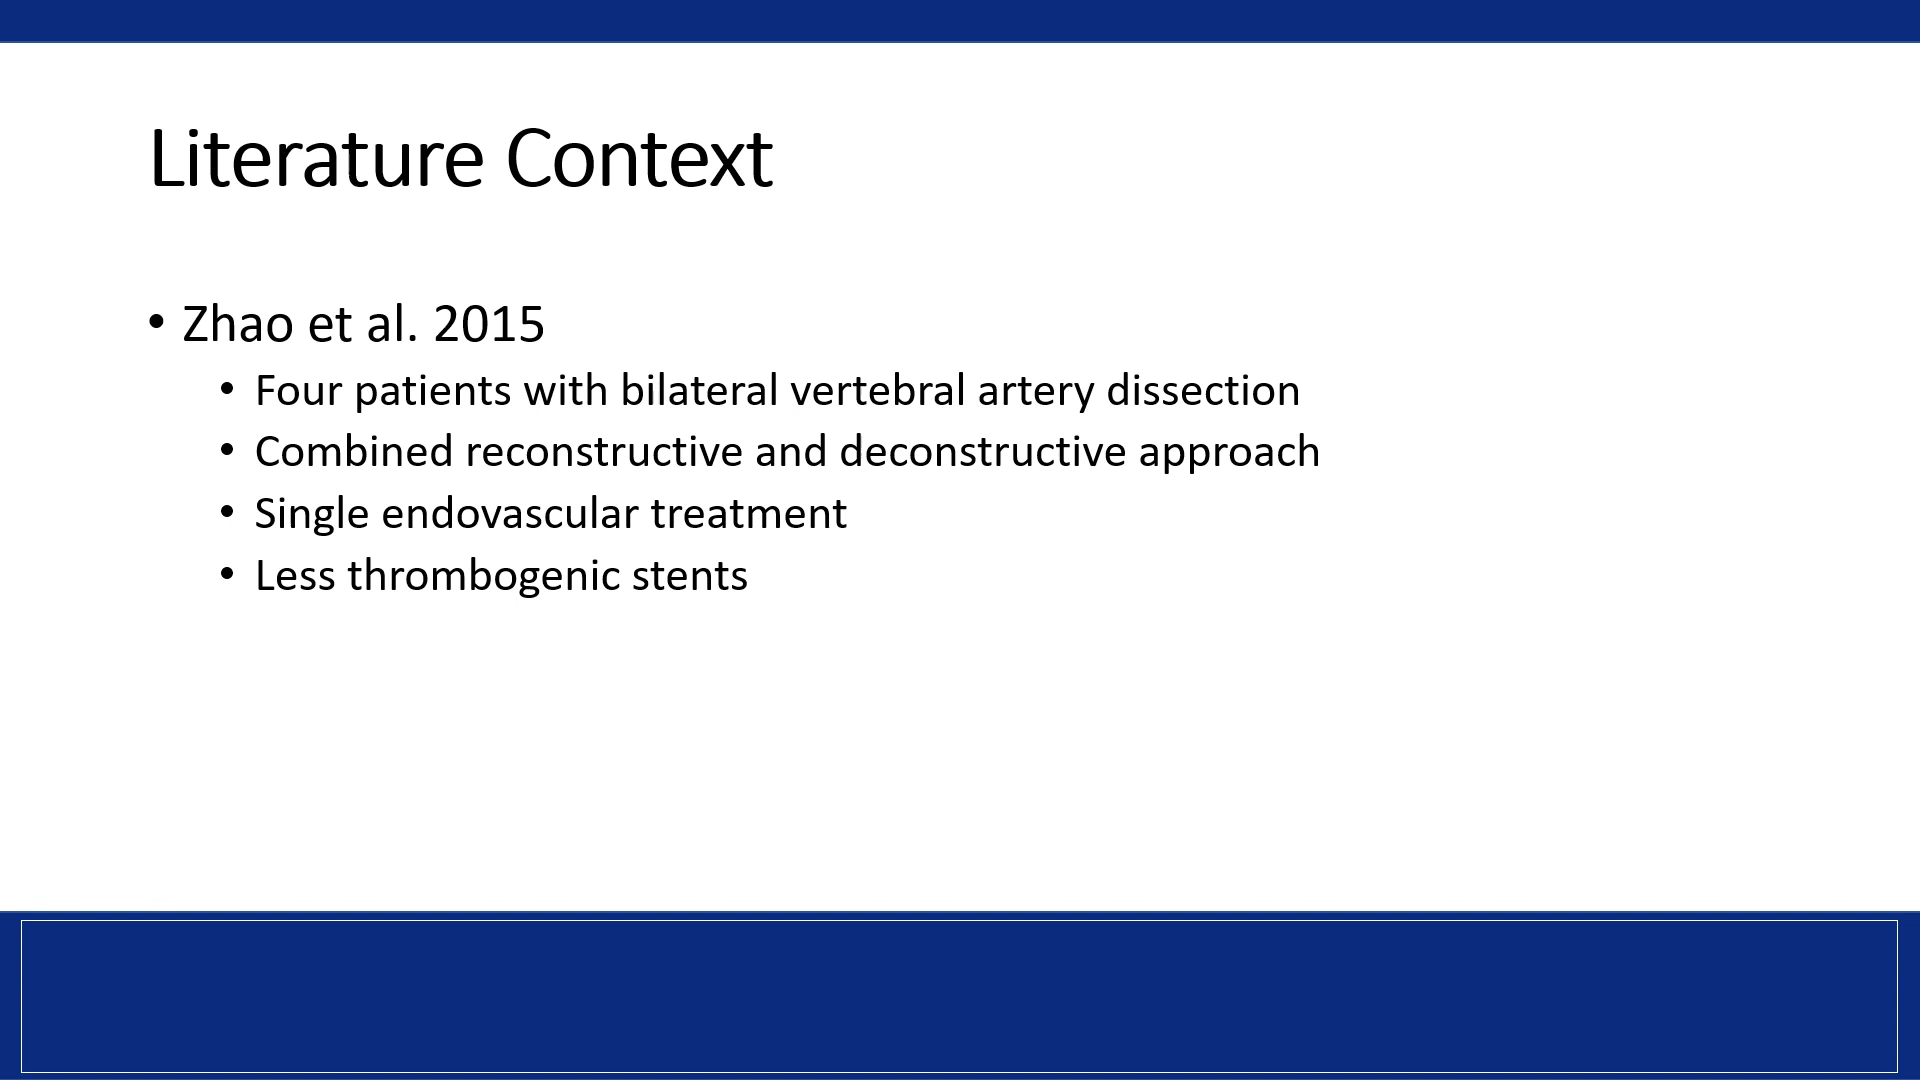 Literature Context
• Zhao et al. 2015
• Four patients with bilateral vertebral artery dissection
• Combined reconstructive and deconstructive approach
• Single endovascular treatment
• Less thrombogenic stents